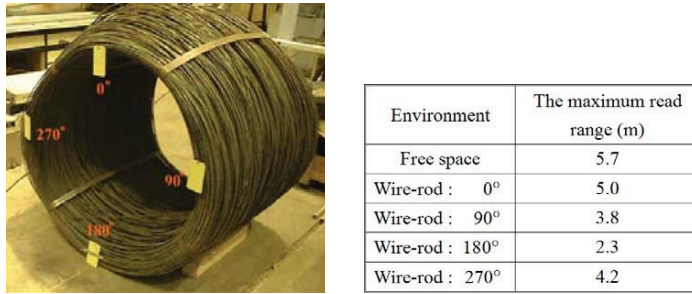 0°
270°
90°
180°
Environment The maximum read range (m)
Free space 5.7
Wire-rod : 0° 5.0
Wire-rod : 90° 3.8
Wire-rod : 180° 2.3
Wire-rod : 270° 4.2